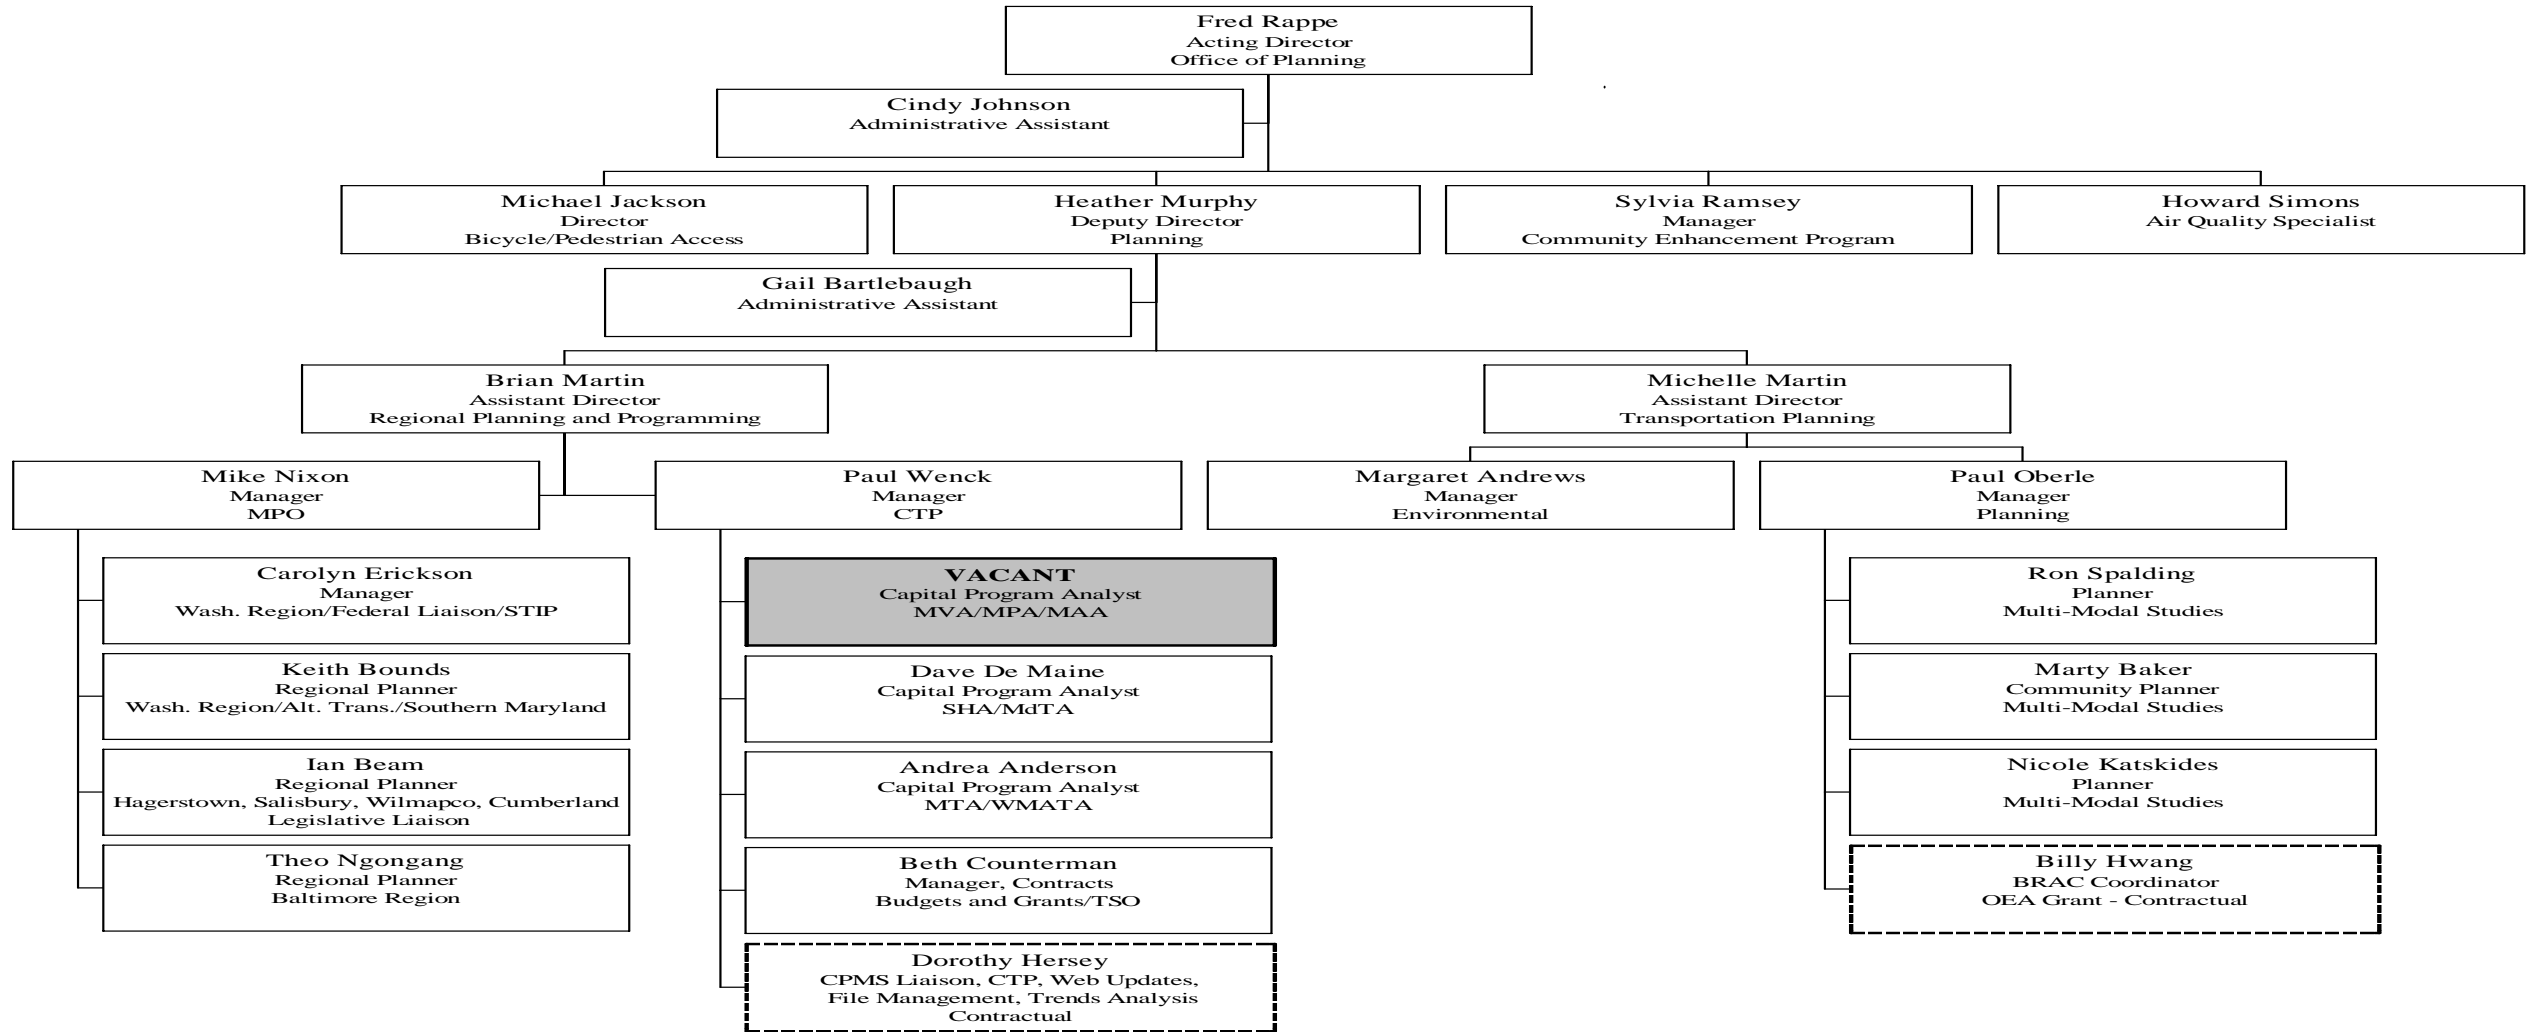 Fred Rappe
Acting Director
Office of Planning
Cindy Johnson
Administrative Assistant
Michael Jackson
Director
Bicycle/Pedestrian Access
Heather Murphy
Deputy Director
Planning
Sylvia Ramsey
Manager
Community Enhancement Program
Howard Simons
Air Quality Specialist
Gail Bartlebaugh
Administrative Assistant
Brian Martin
Assistant Director
Regional Planning and Programming
Michelle Martin
Assistant Director
Transportation Planning
Mike Nixon
Manager
MPO
Paul Wenck
Manager
CTP
Margaret Andrews
Manager
Environmental
Paul Oberle
Manager
Planning
Carolyn Erickson
Manager
Wash. Region/Federal Liaison/STIP
Keith Bounds
Regional Planner
Wash. Region/Alt. Trans./Southern Maryland
Ian Beam
Regional Planner
Hagerstown, Salisbury, Wilmapco, Cumberland
Legislative Liaison
Theo Ngongang
Regional Planner
Baltimore Region
VACANT
Capital Program Analyst
MVA/MPA/MAA
Dave De Maine
Capital Program Analyst
SHA/MdTA
Andrea Anderson
Capital Program Analyst
MTA/WMATA
Beth Counterman
Manager, Contracts
Budgets and Grants/TSO
Dorothy Hersey
CPMS Liaison, CTP, Web Updates,
File Management, Trends Analysis
Contractual
Ron Spalding
Planner
Multi-Modal Studies
Marty Baker
Community Planner
Multi-Modal Studies
Nicole Katskides
Planner
Multi-Modal Studies
Billy Hwang
BRAC Coordinator
OEA Grant - Contractual